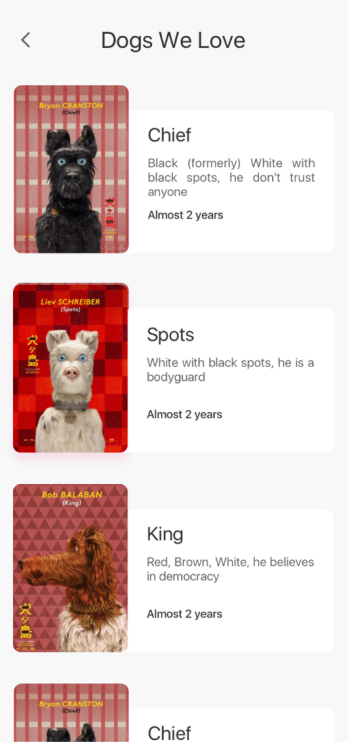 Dogs We Love
Bryan CRANSTON
(Chief)
Chief
Black (formerly) White with
black spots, he don't trust
anyone
Almost 2 years
Liev SCHREIBER
(Spots)
Spots
White with black spots, he is a
bodyguard
Almost 2 years
Bob BALABAN
(King)
King
Red, Brown, White, he believes
in democracy
Almost 2 years
Bryan CRANSTON
(Chief)
Chief